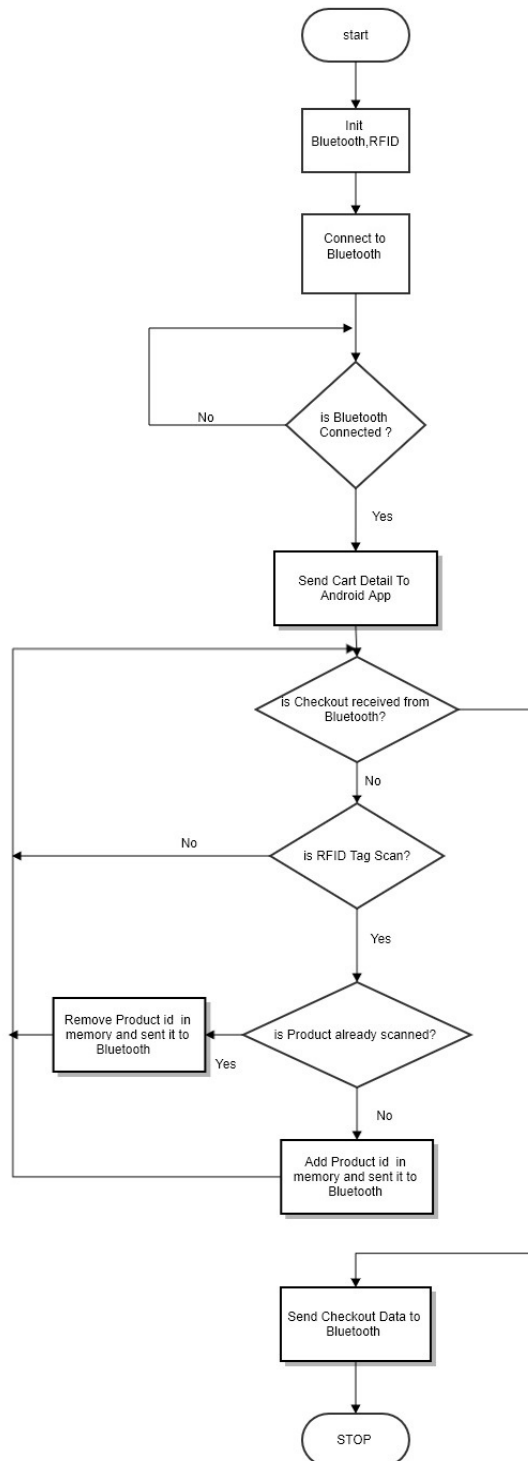 start
Init
Bluetooth,RFID
Connect to
Bluetooth
No
is Bluetooth
Connected ?
Yes
Send Cart Detail To
Android App
is Checkout received from
Bluetooth?
No
No
is RFID Tag Scan?
Yes
Remove Product id in
memory and sent it to
Bluetooth
is Product already scanned?
Yes
No
Add Product id in
memory and sent it to
Bluetooth
Send Checkout Data to
Bluetooth
STOP